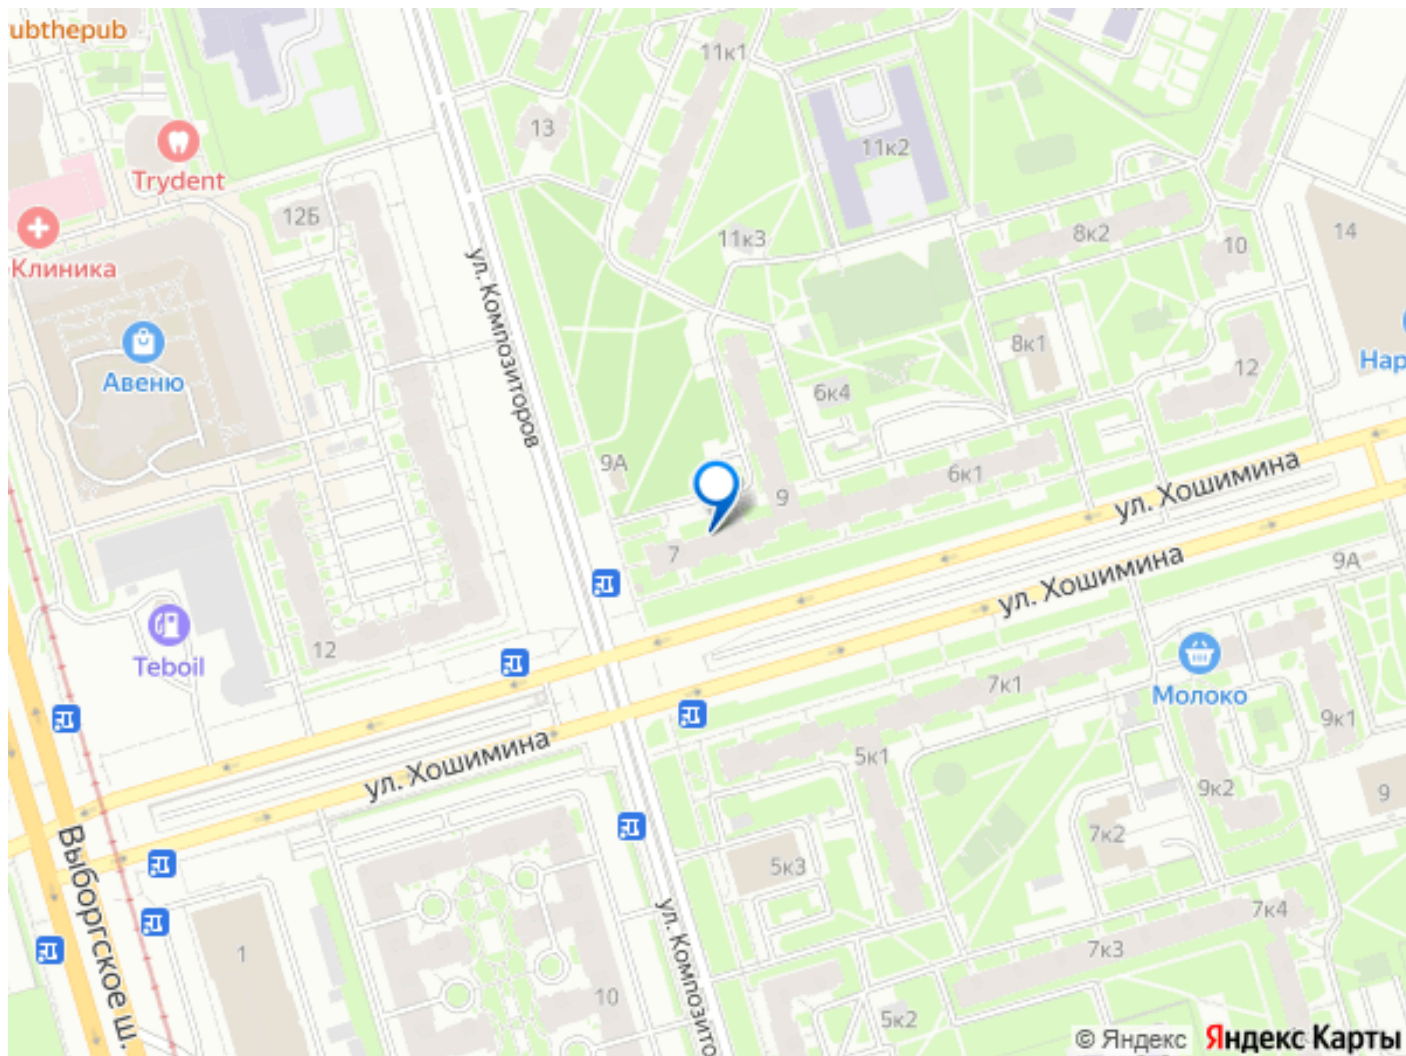 ubthepub
11к1
13
11к2
Trydent
12Б
11к3
8к2
10
14
Клиника
ул. Композиторов
8к1
Авеню
12
Нар
6к4
9А
6к1
9
ул. Хошимина
7
ул. Хошимина
9А
12
Teboil
7к1
Молоко
9к1
5к1
ул. Хошимина
9к2
9
7к2
Выборгское ш.
5к3
7к4
ул. Композито
7к3
1
10
5к2
© Яндекс Яндекс Карты